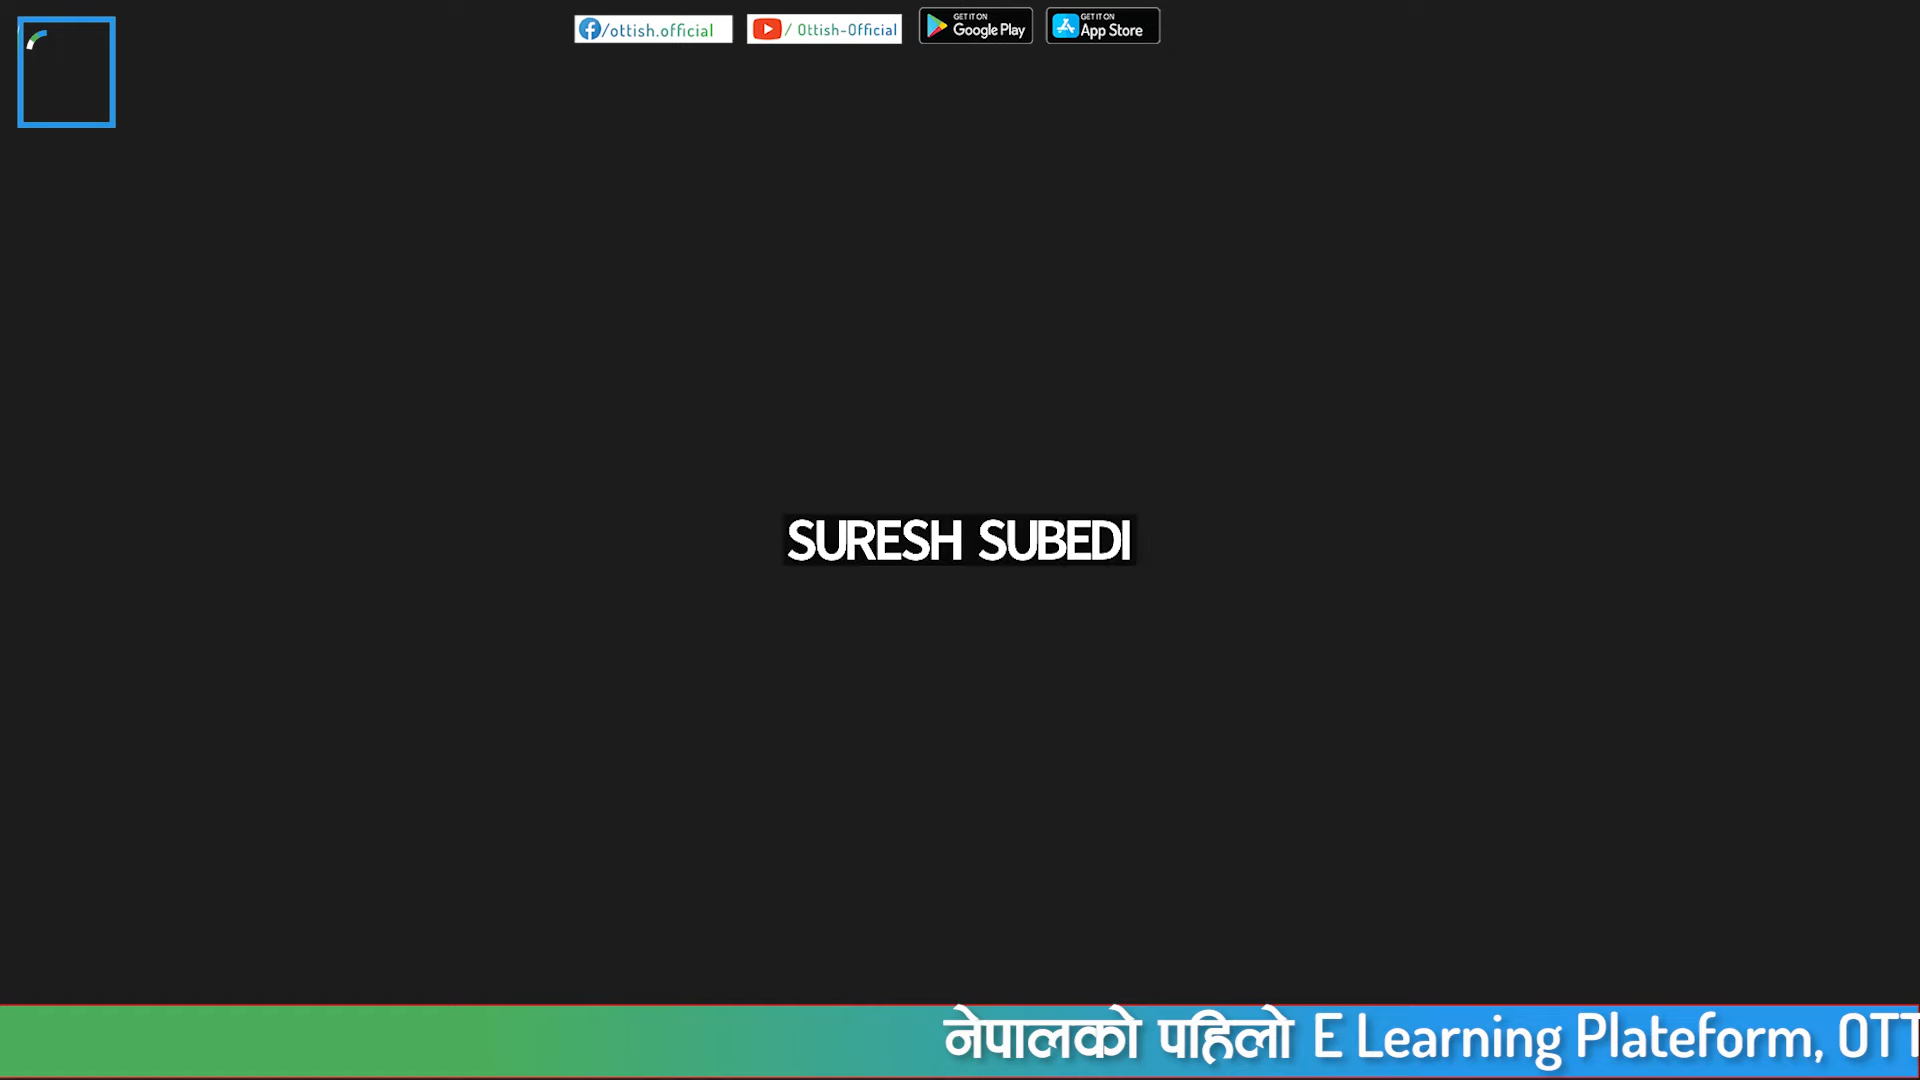 /ottish.official
/ Ottish-Official
GET IT ON
Google Play
GET IT ON
App Store
SURESH SUBEDI
नेपालको पहिलो E Learning Plateform, OTT